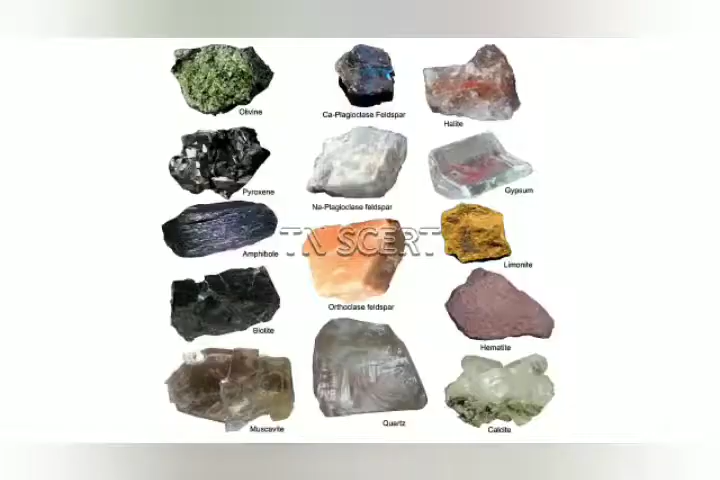 Olivine
Ca-Plagioclase Feldspar
Halite
Pyroxene
Na-Plagioclase feldspar
Gypsum
TN SCERT
Amphibole
Limonite
Orthoclase feldspar
Biotite
Hematite
Muscovite
Quartz
Calcite